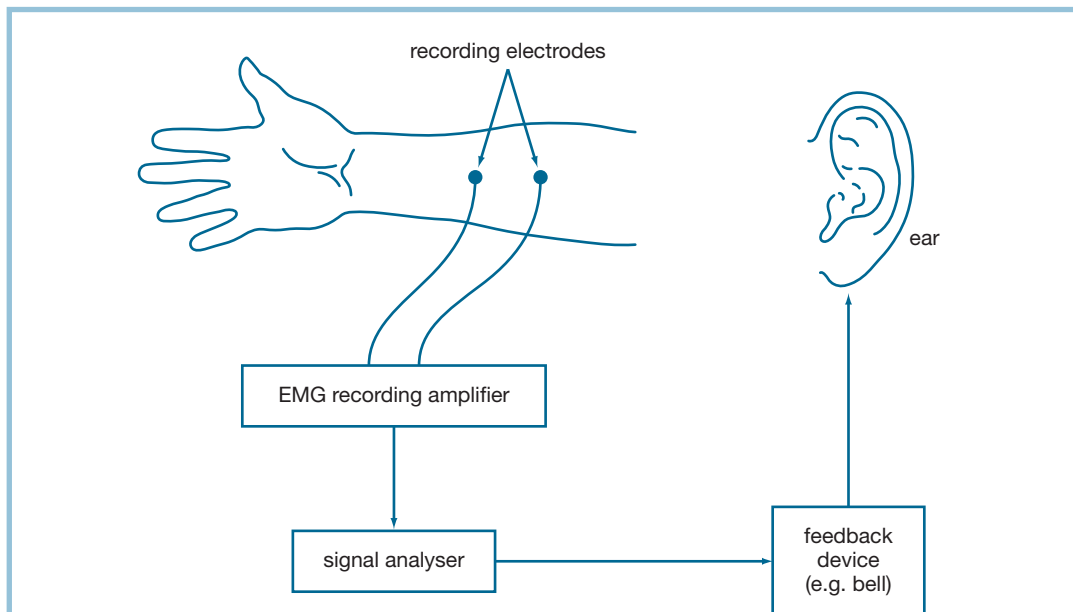 recording electrodes
ear
EMG recording amplifier
signal analyser
feedback
device
(e.g. bell)